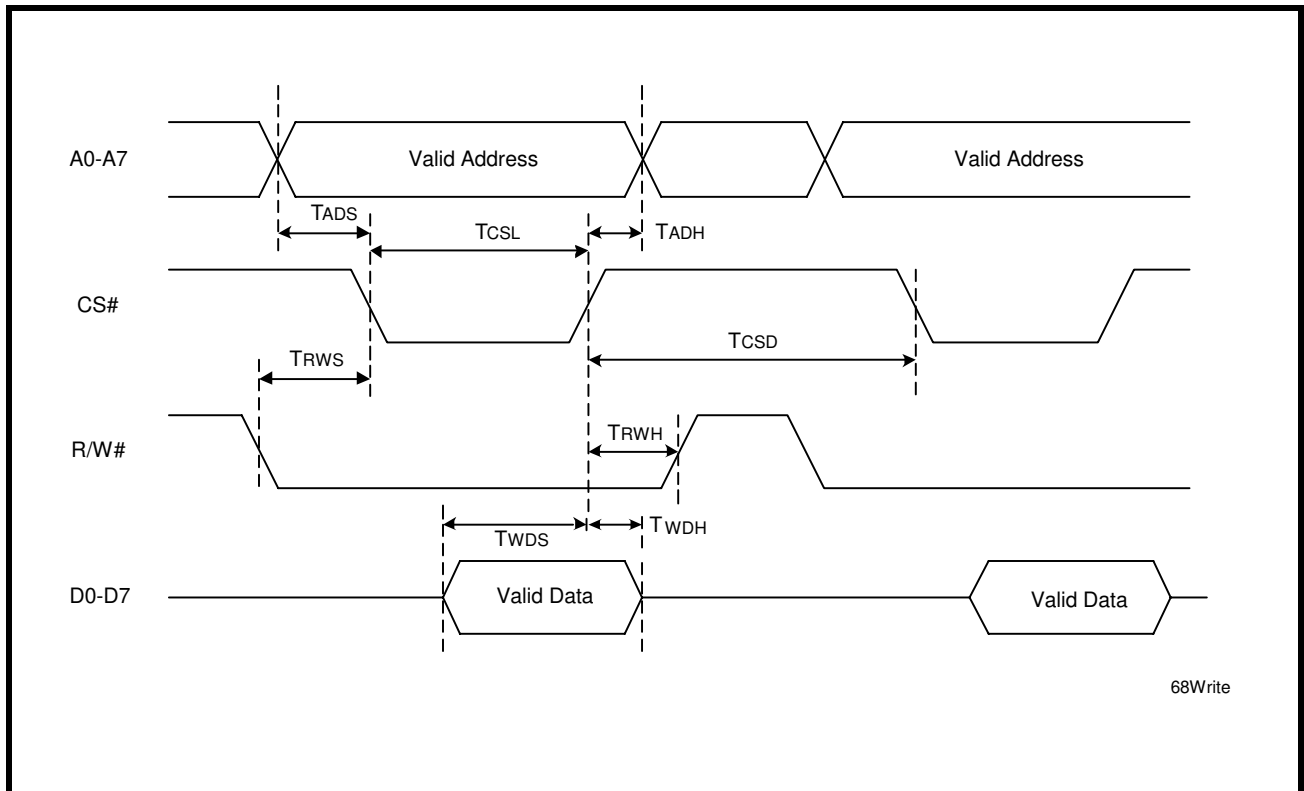 A0-A7
Valid Address
Valid Address
TADS
TCSL
TADH
CS#
TCSD
TRWS
R/W#
TRWH
TWDS
TWDH
D0-D7
Valid Data
Valid Data
68Write